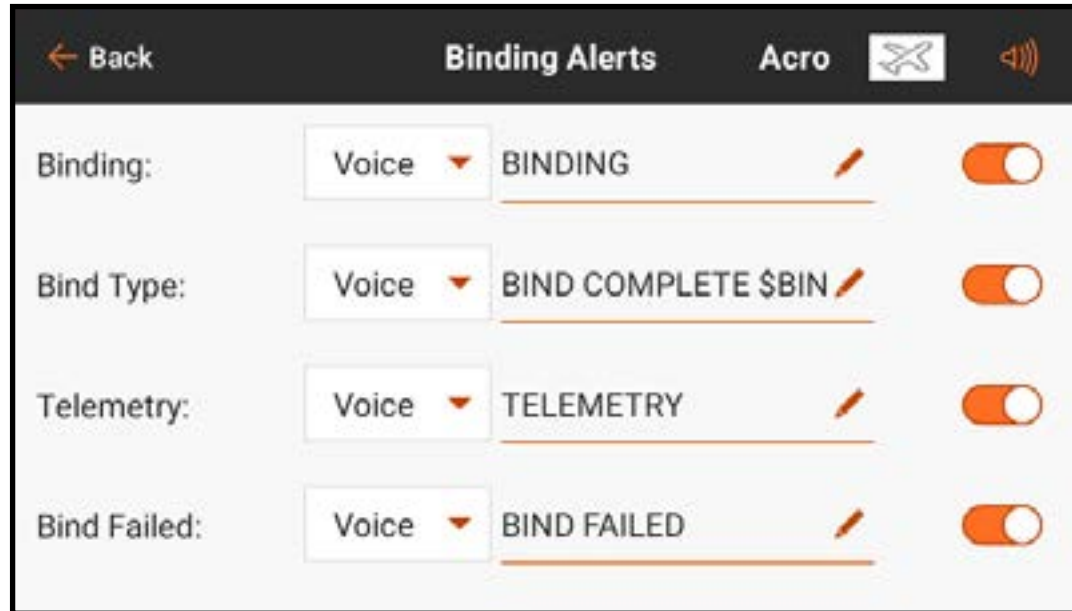 Back Binding Alerts Acro
Binding: Voice BINDING
Bind Type: Voice BIND COMPLETE $BIN
Telemetry: Voice TELEMETRY
Bind Failed: Voice BIND FAILED